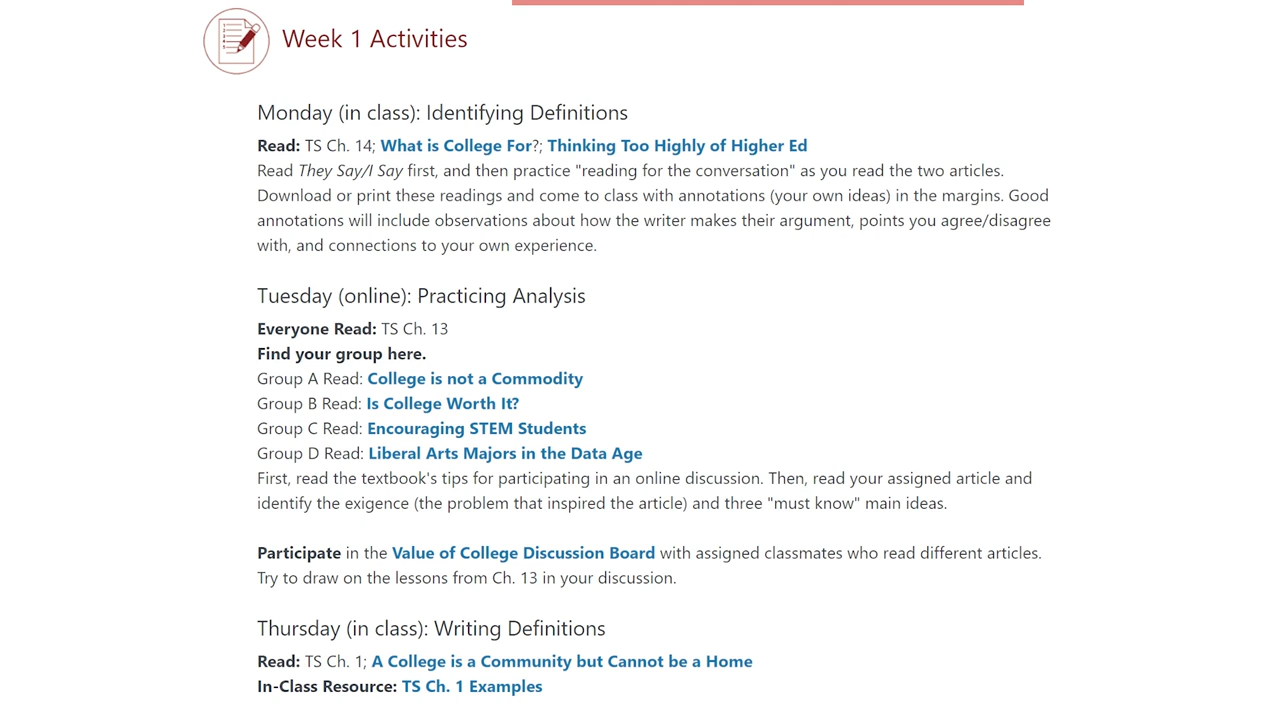 Week 1 Activities
Monday (in class): Identifying Definitions
Read: TS Ch. 14; What is College For?; Thinking Too Highly of Higher Ed
Read They Say/I Say first, and then practice "reading for the conversation" as you read the two articles.
Download or print these readings and come to class with annotations (your own ideas) in the margins. Good
annotations will include observations about how the writer makes their argument, points you agree/disagree
with, and connections to your own experience.
Tuesday (online): Practicing Analysis
Everyone Read: TS Ch. 13
Find your group here.
Group A Read: College is not a Commodity
Group B Read: Is College Worth It?
Group C Read: Encouraging STEM Students
Group D Read: Liberal Arts Majors in the Data Age
First, read the textbook's tips for participating in an online discussion. Then, read your assigned article and
identify the exigence (the problem that inspired the article) and three "must know" main ideas.
Participate in the Value of College Discussion Board with assigned classmates who read different articles.
Try to draw on the lessons from Ch. 13 in your discussion.
Thursday (in class): Writing Definitions
Read: TS Ch. 1; A College is a Community but Cannot be a Home
In-Class Resource: TS Ch. 1 Examples